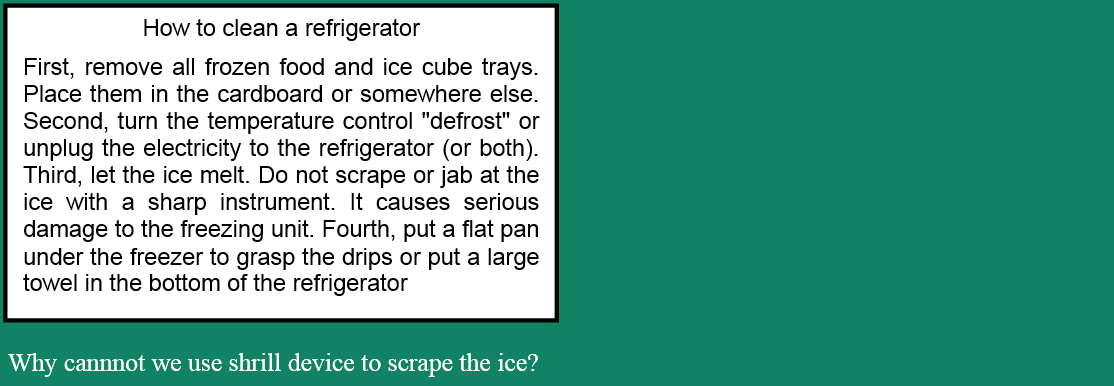 How to clean a refrigerator
First, remove all frozen food and ice cube trays.
Place them in the cardboard or somewhere else.
Second, turn the temperature control "defrost" or
unplug the electricity to the refrigerator (or both).
Third, let the ice melt. Do not scrape or jab at the
ice with a sharp instrument. It causes serious
damage to the freezing unit. Fourth, put a flat pan
under the freezer to grasp the drips or put a large
towel in the bottom of the refrigerator
Why cannnot we use shrill device to scrape the ice?